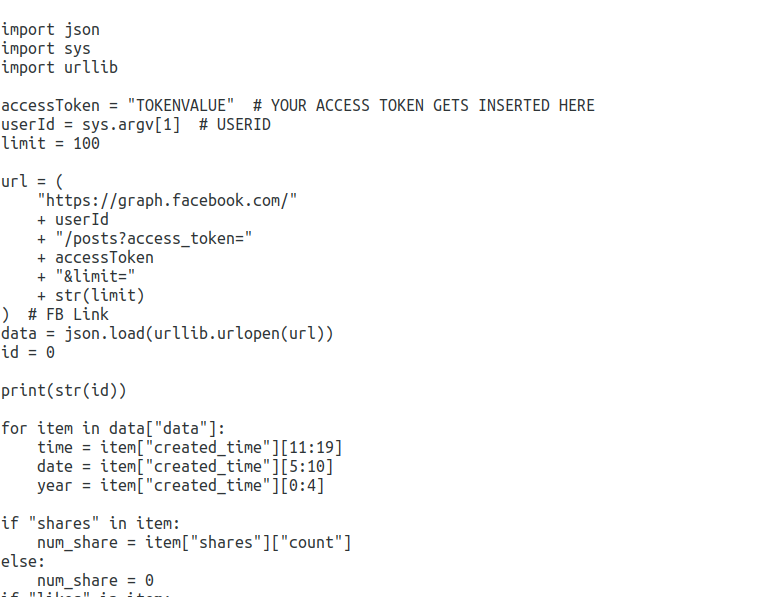 import json
import sys
import urllib
accessToken = "TOKENVALUE"  # YOUR ACCESS TOKEN GETS INSERTED HERE
userId = sys.argv[1]  # USERID
limit = 100
url = (
    "https://graph.facebook.com/"
    + userId
    + "/posts?access_token="
    + accessToken
    + "&limit="
    + str(limit)
)  # FB Link
data = json.load(urllib.urlopen(url))
id = 0
print(str(id))
for item in data["data"]:
    time = item["created_time"][11:19]
    date = item["created_time"][5:10]
    year = item["created_time"][0:4]
if "shares" in item:
    num_share = item["shares"]["count"]
else:
    num_share = 0
if "likes" in item: